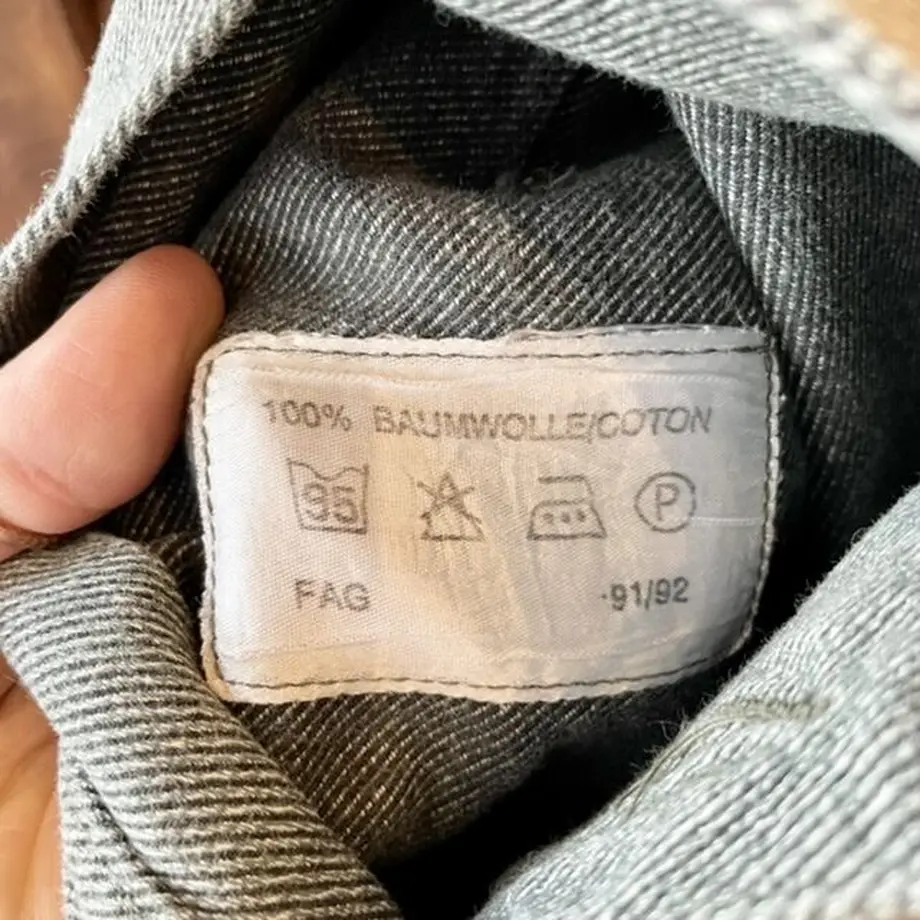 100% BAUMWOLLE/COTON
95 P
FAG ·91/92